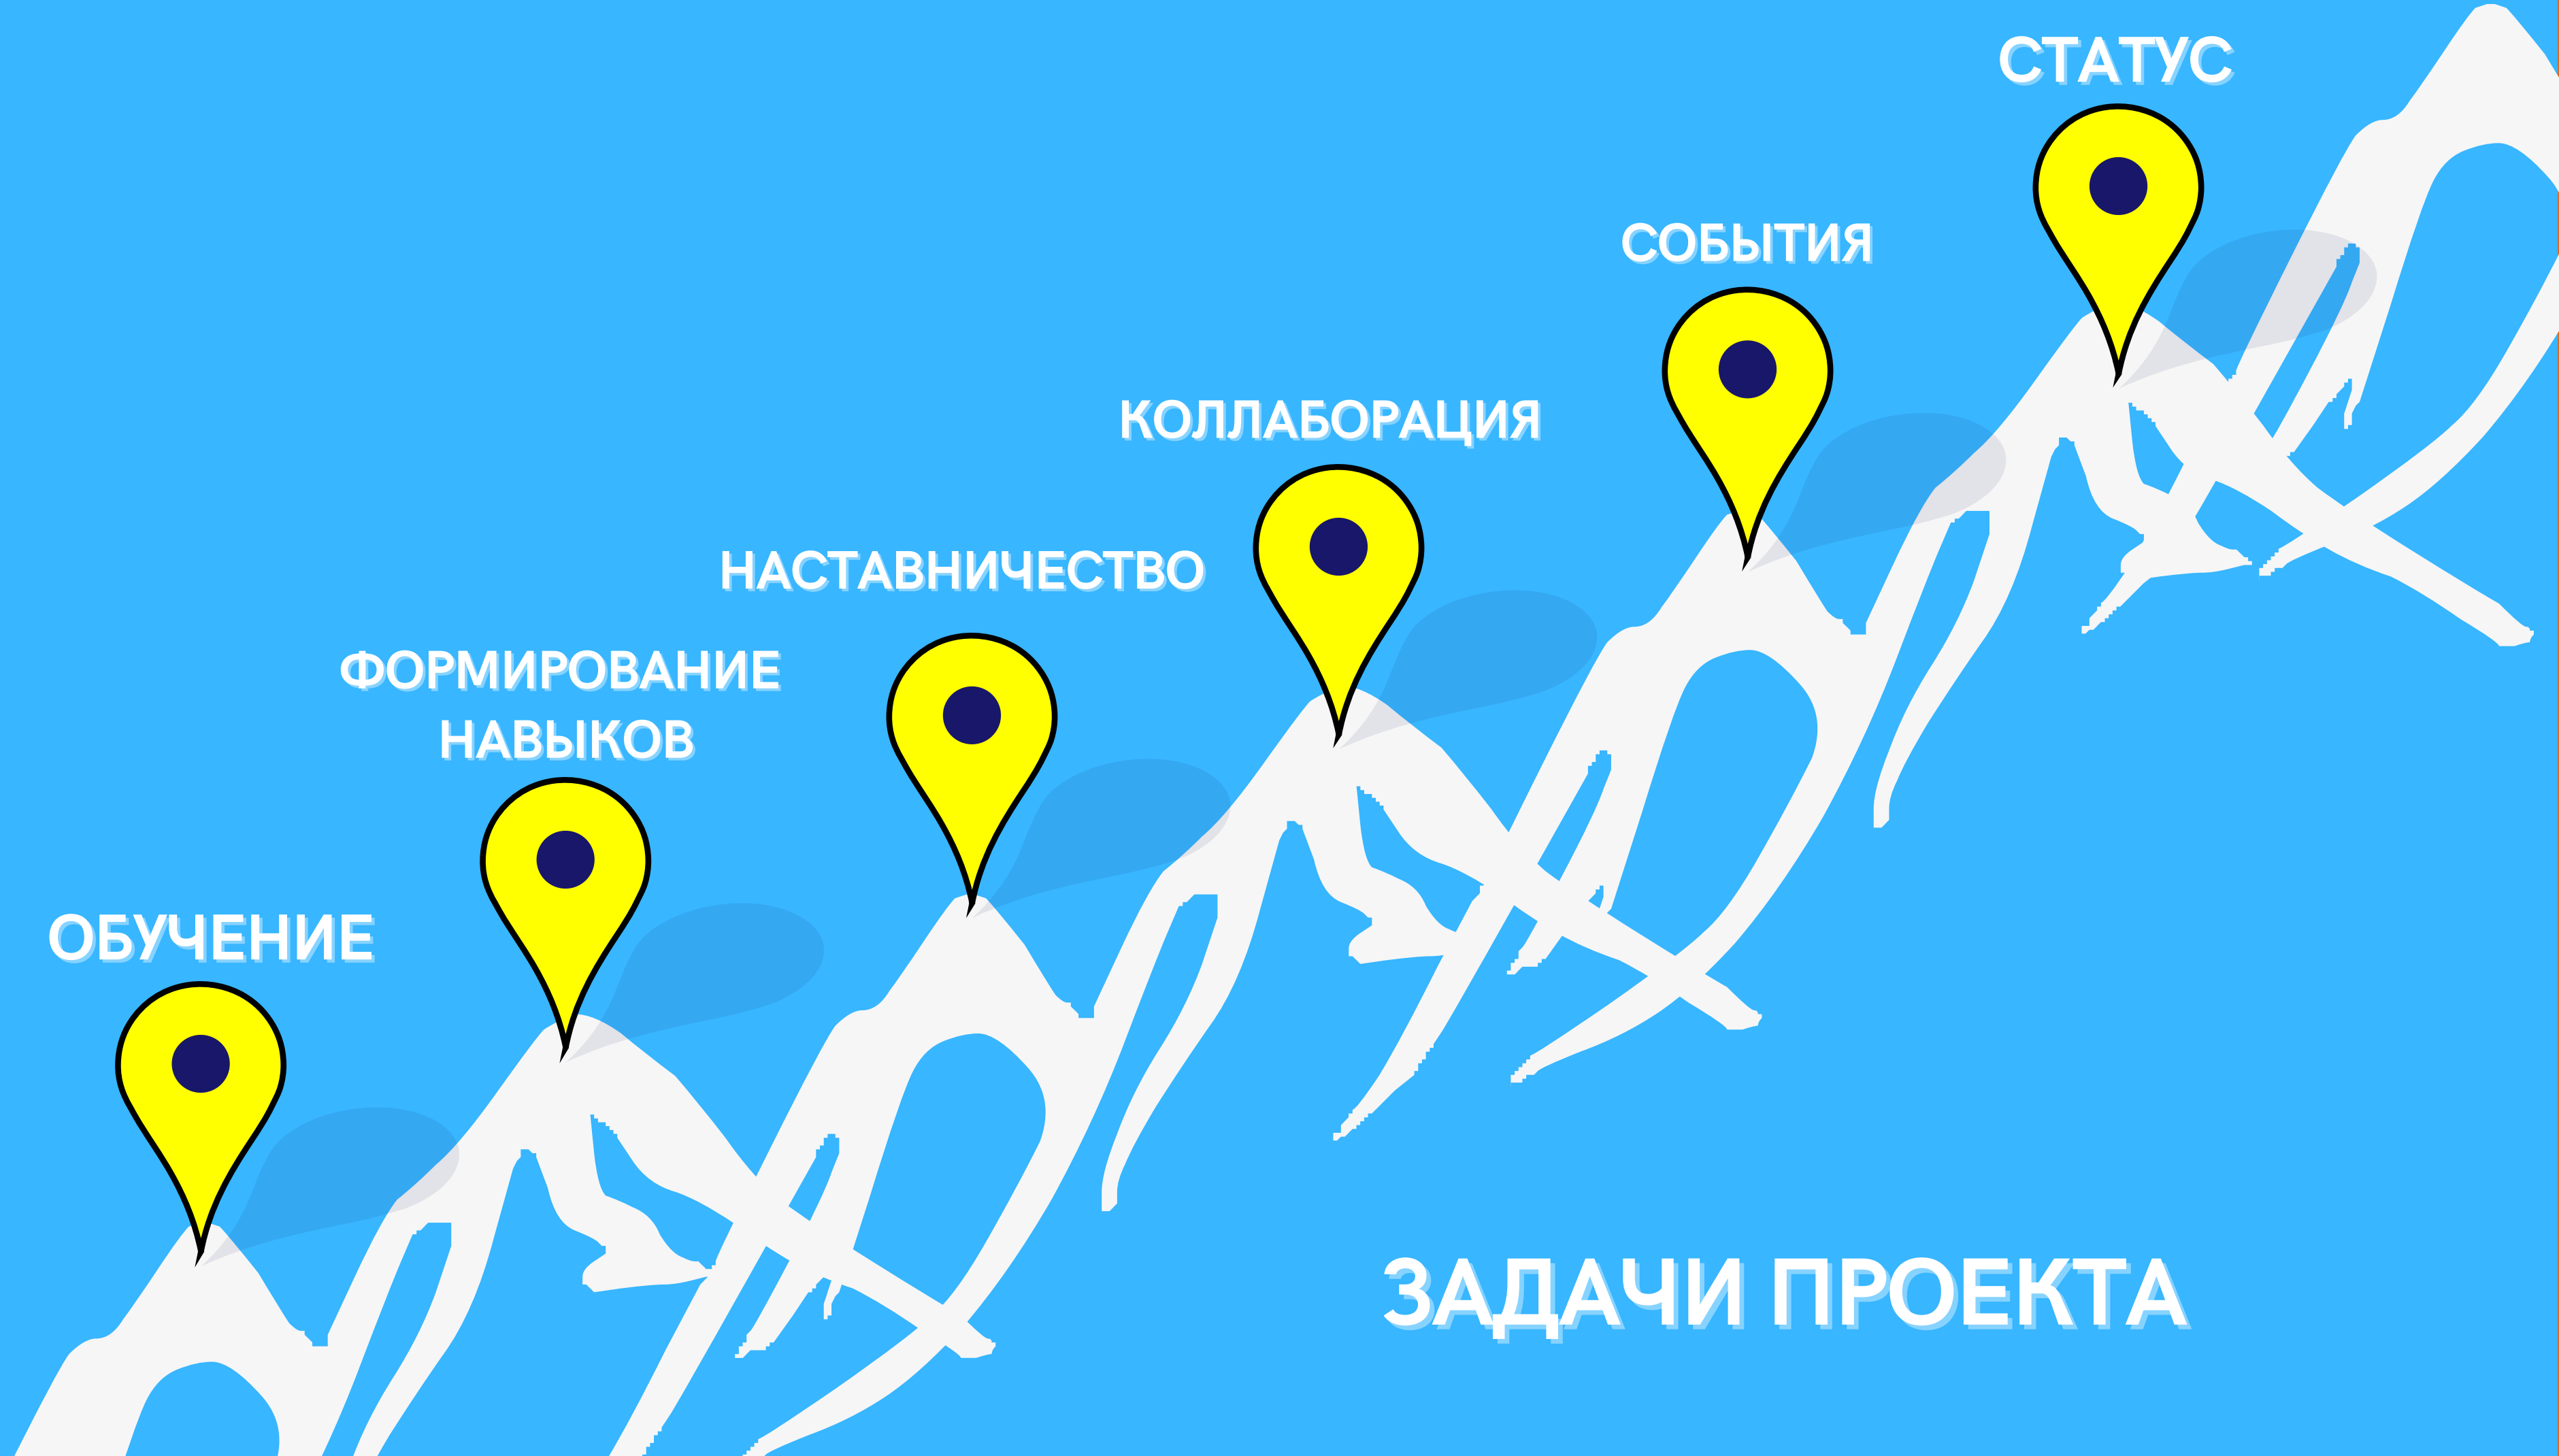 СТАТУС
СОБЫТИЯ
КОЛЛАБОРАЦИЯ
НАСТАВНИЧЕСТВО
ФОРМИРОВАНИЕ
НАВЫКОВ
ОБУЧЕНИЕ
ЗАДАЧИ ПРОЕКТА